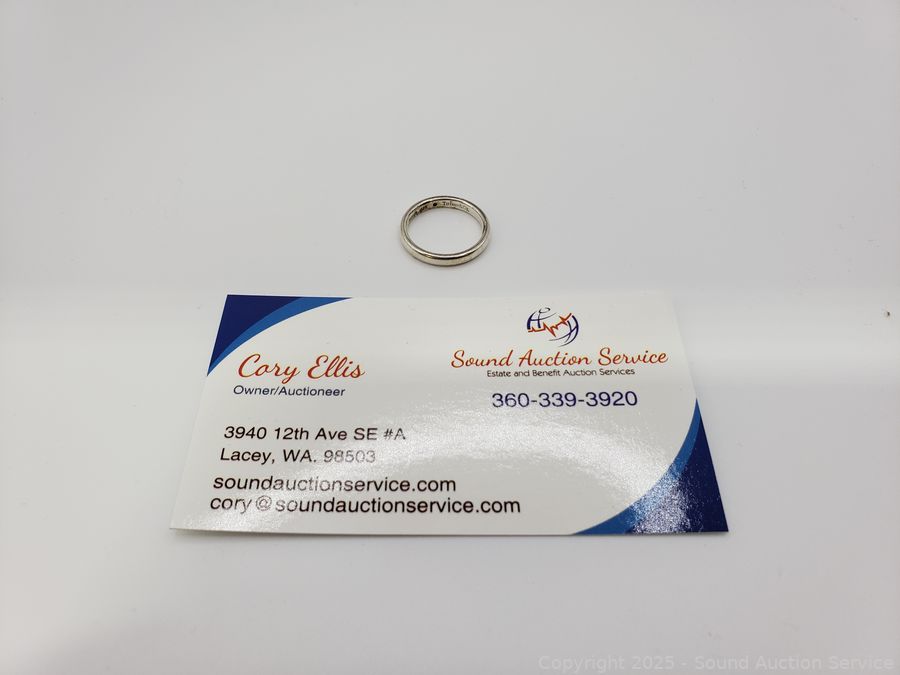 Cory Ellis
Owner/Auctioneer
Sound Auction Service
Estate and Benefit Auction Services
360-339-3920
3940 12th Ave SE #A
Lacey, WA. 98503
soundauctionservice.com
cory@soundauctionservice.com
Copyright 2025 - Sound Auction Service